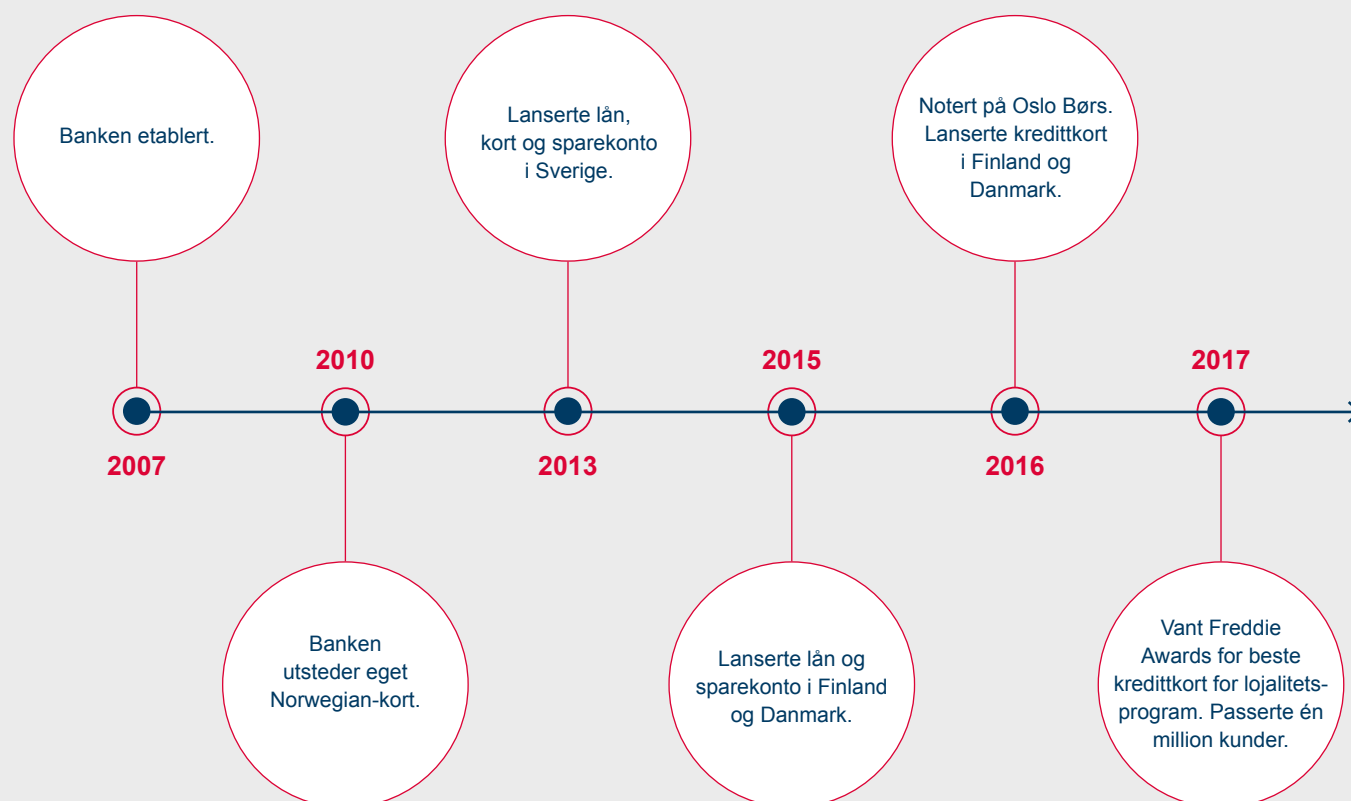 Banken etablert.
Lanserte lån,
kort og sparekonto
i Sverige.
Notert på Oslo Børs.
Lanserte kredittkort
i Finland og
Danmark.
2010
2015
2017
2007
2013
2016
Banken
utsteder eget
Norwegian-kort.
Lanserte lån og
sparekonto i Finland
og Danmark.
Vant Freddie
Awards for beste
kredittkort for lojalitets-
program. Passerte én
million kunder.